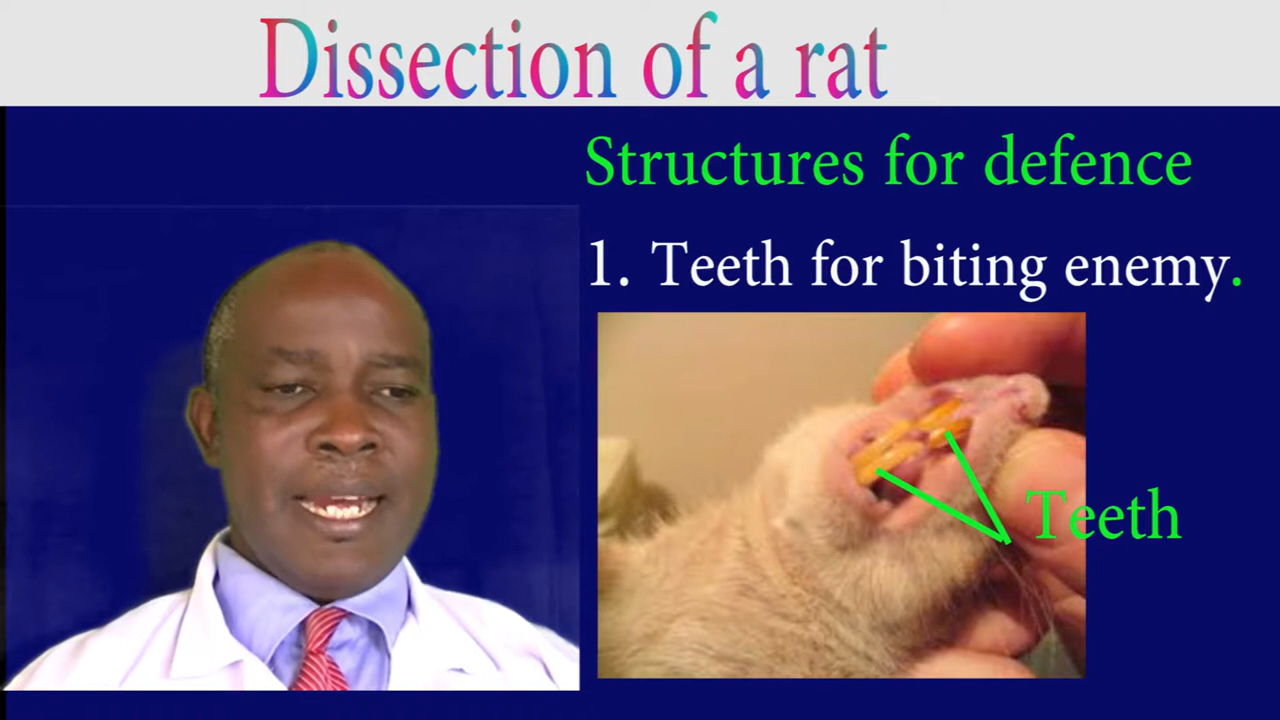 Dissection of a rat
Structures for defence
1. Teeth for biting enemy.
Teeth